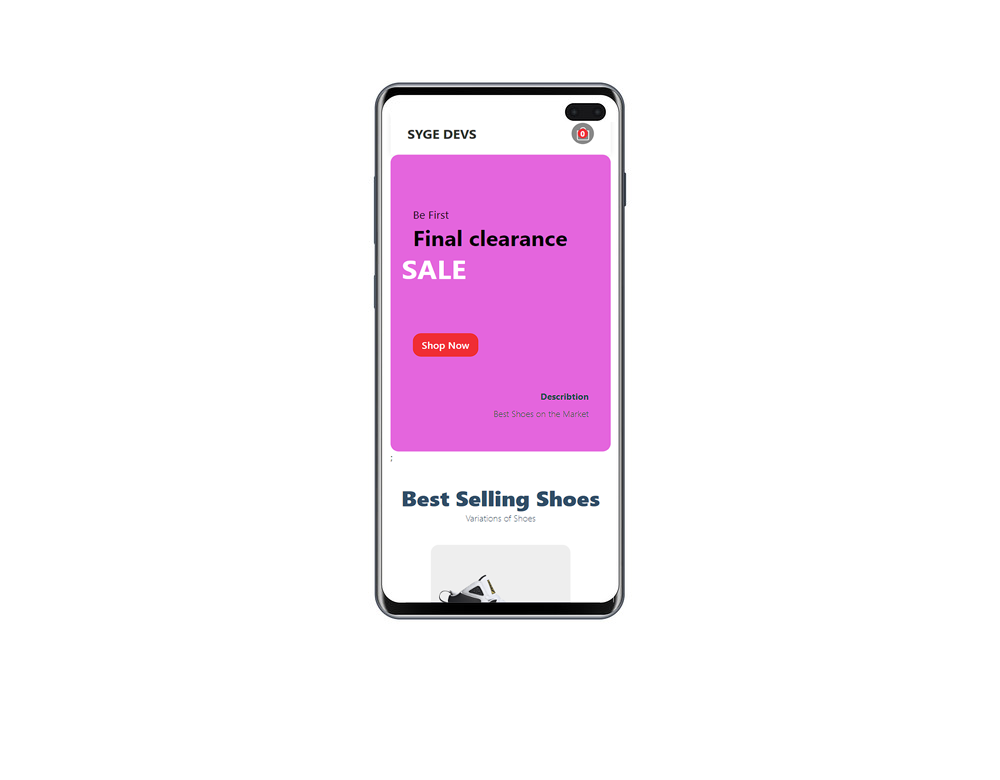 SYGE DEVS
0
Be First
Final clearance
SALE
Shop Now
Describtion
Best Shoes on the Market
;
Best Selling Shoes
Variations of Shoes